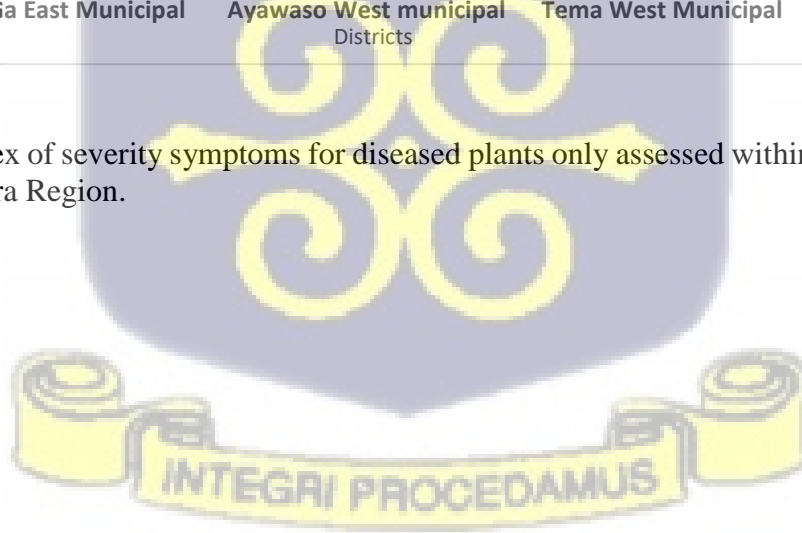 Ga East Municipal Ayawaso West municipal Tema West Municipal
Districts
ex of severity symptoms for diseased plants only assessed within
ra Region.
INTEGRI PROCEDAMUS